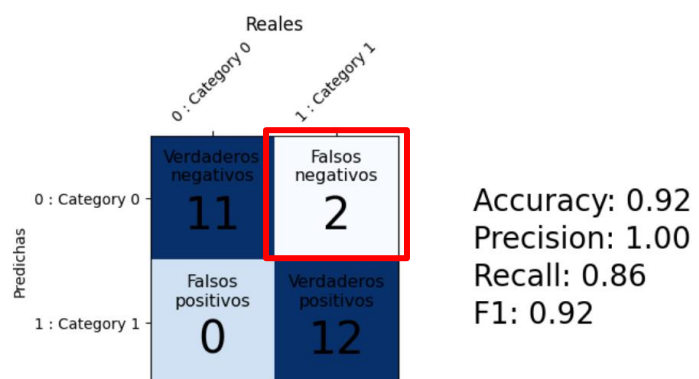 Reales
0 : Category 0
1 : Category 1
Verdaderos
negativos
11
Falsos
negativos
2
0 : Category 0
Predichas
Falsos
positivos
0
Verdaderos
positivos
12
1 : Category 1
Accuracy: 0.92
Precision: 1.00
Recall: 0.86
F1: 0.92